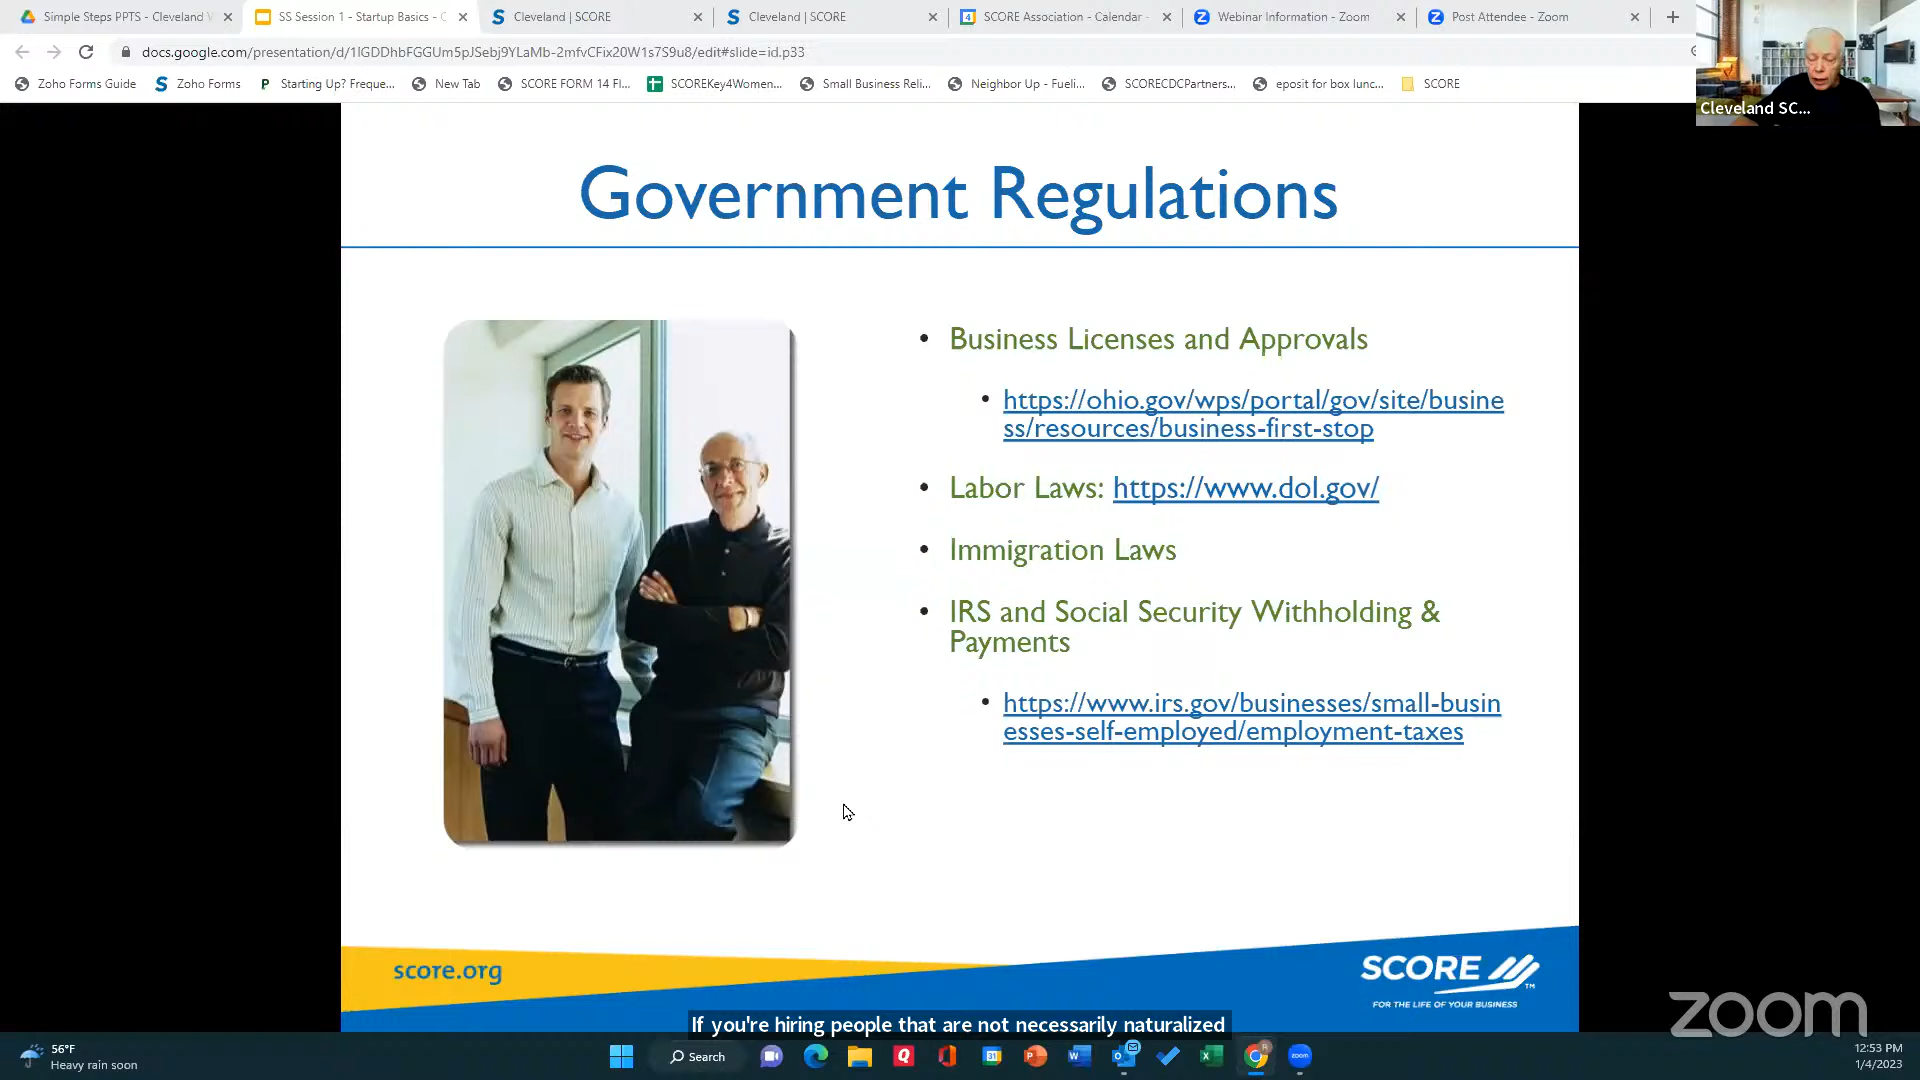 Simple Steps PPTS - Cleveland
SS Session 1 - Startup Basics -
Cleveland | SCORE
Cleveland | SCORE
SCORE Association - Calendar -
Webinar Information - Zoom
Post Attendee - Zoom
docs.google.com/presentation/d/1lGDDhbFGGUm5pJSebj9YLaMb-2mfvCFix20W1s7S9u8/edit#slide=id.p33
Zoho Forms Guide
Zoho Forms
Starting Up? Freque...
New Tab
SCORE FORM 14 Fl...
SCOREKey4Women...
Small Business Reli...
Neighbor Up - Fueli...
SCORECDCPartners...
eposit for box lunc...
SCORE
Cleveland SC...
Government Regulations
• Business Licenses and Approvals
• https://ohio.gov/wps/portal/gov/site/busine
ss/resources/business-first-stop
• Labor Laws: https://www.dol.gov/
• Immigration Laws
• IRS and Social Security Withholding &
Payments
• https://www.irs.gov/businesses/small-busin
esses-self-employed/employment-taxes
score.org
SCORE
TM
FOR THE LIFE OF YOUR BUSINESS
If you're hiring people that are not necessarily naturalized
zoom
56°F
Heavy rain soon
Search
12:53 PM
1/4/2023